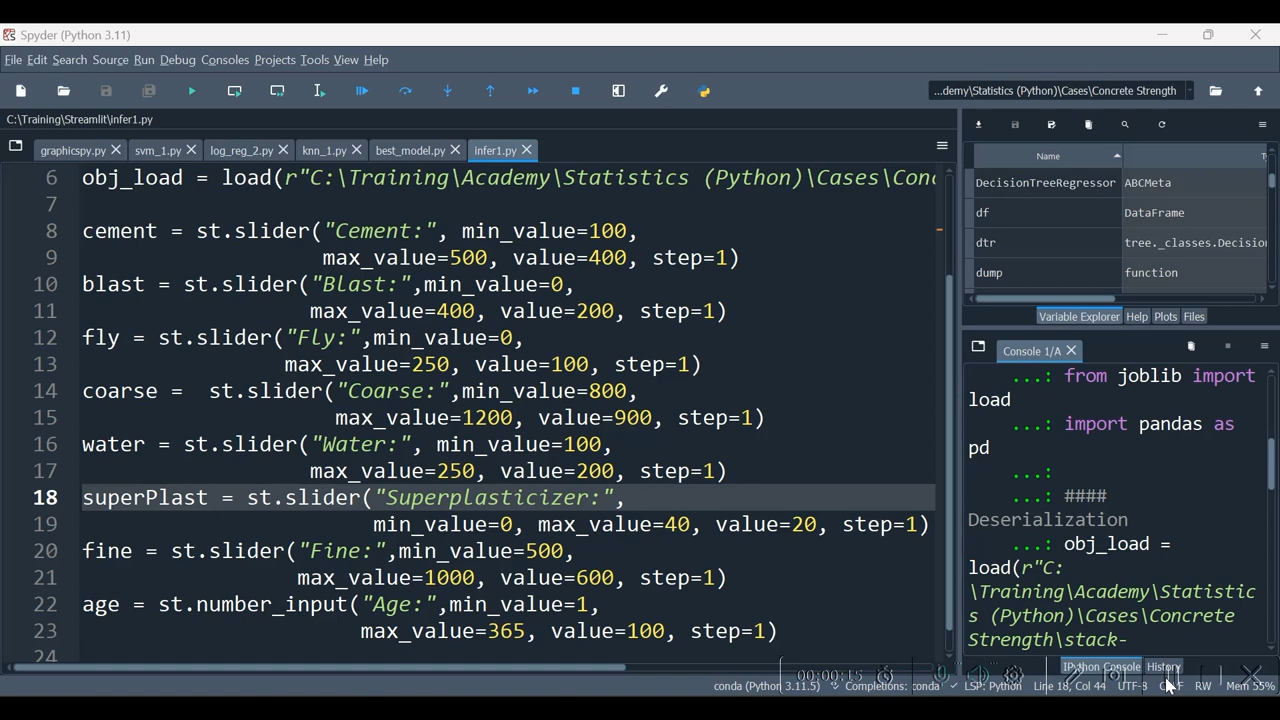 Spyder (Python 3.11)
File Edit Search Source Run Debug Consoles Projects Tools View Help
...demy\Statistics (Python)\Cases\Concrete Strength
C:\Training\Streamlit\infer1.py
graphicspy.py svm_1.py log_reg_2.py knn_1.py best_model.py infer1.py
6 obj_load = load(r"C:\Training\Academy\Statistics (Python)\Cases\Conc
7
8 cement = st.slider("Cement:", min_value=100,
9 max_value=500, value=400, step=1)
10 blast = st.slider("Blast:",min_value=0,
11 max_value=400, value=200, step=1)
12 fly = st.slider("Fly:",min_value=0,
13 max_value=250, value=100, step=1)
14 coarse =  st.slider("Coarse:",min_value=800,
15 max_value=1200, value=900, step=1)
16 water = st.slider("Water:", min_value=100,
17 max_value=250, value=200, step=1)
18 superPlast = st.slider("Superplasticizer:",
19 min_value=0, max_value=40, value=20, step=1)
20 fine = st.slider("Fine:",min_value=500,
21 max_value=1000, value=600, step=1)
22 age = st.number_input("Age:",min_value=1,
23 max_value=365, value=100, step=1)
24
Name
DecisionTreeRegressor ABCMeta
df DataFrame
dtr tree._classes.Decisio
dump function
Variable Explorer Help Plots Files
Console 1/A
...: from joblib import
load
...: import pandas as
pd
...:
...: ####
Deserialization
...: obj_load =
load(r"C:
\Training\Academy\Statistic
s (Python)\Cases\Concrete
Strength\stack-
IPython Console History
00:00:15
conda (Python 3.11.5) Completions: conda LSP: Python Line 18, Col 44 UTF-8 RW Mem 55%